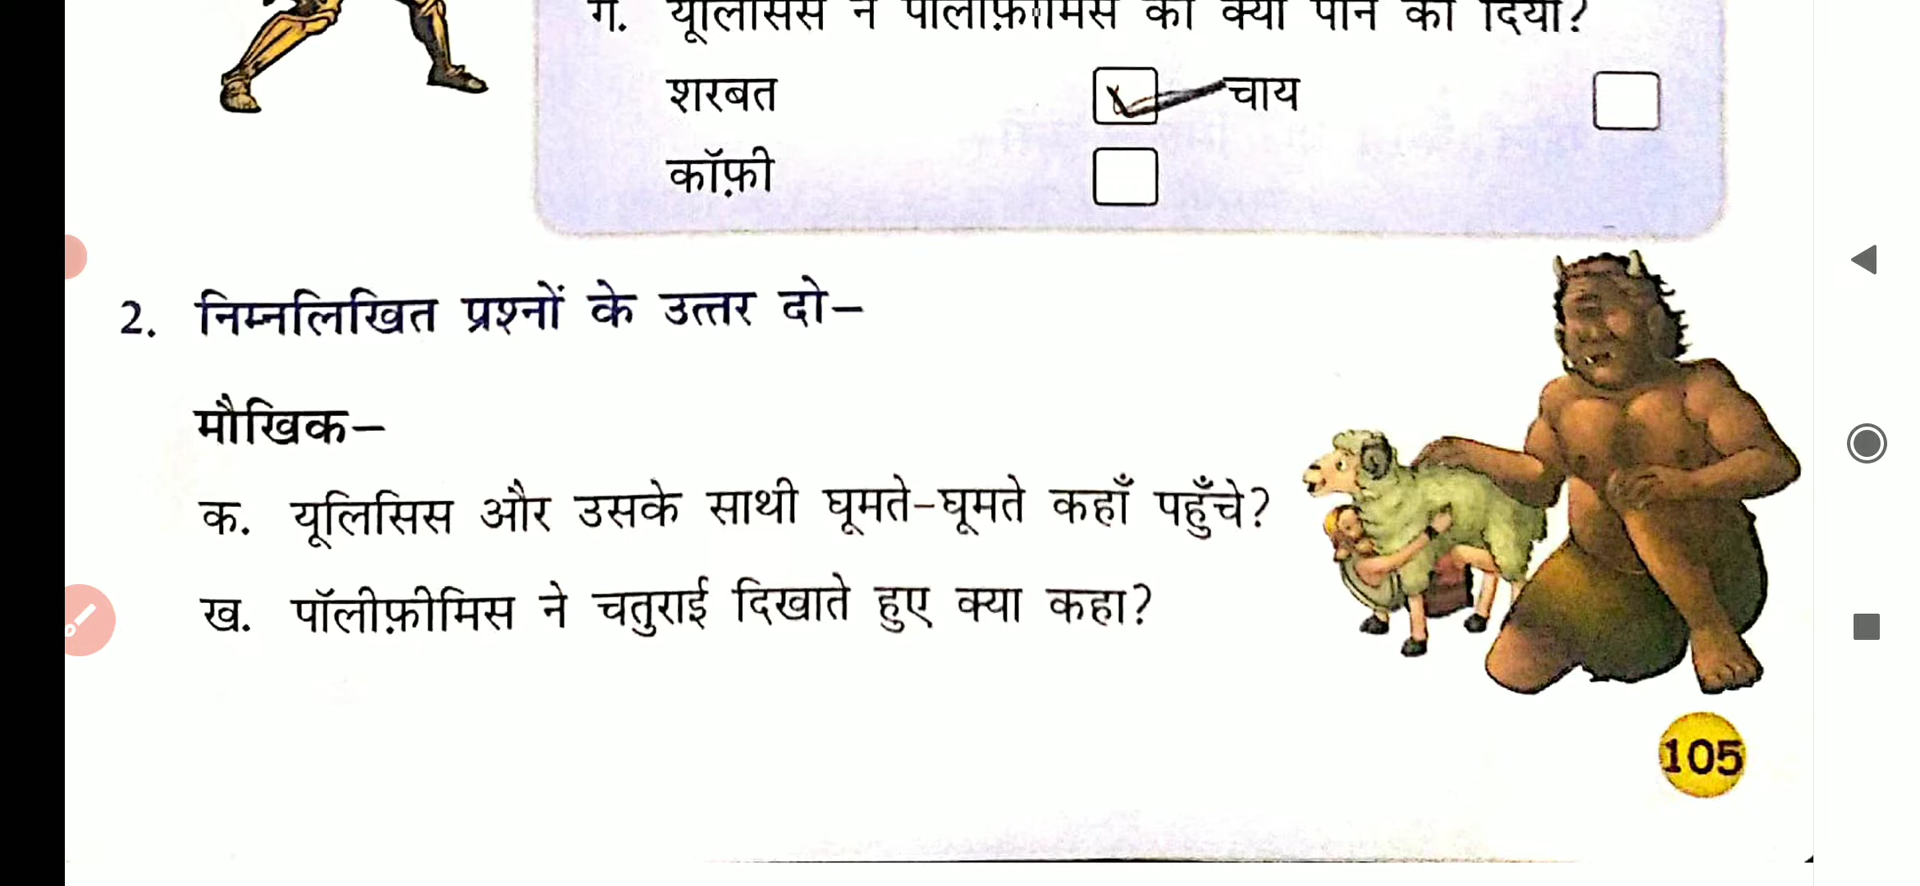 ग. यूलिसिस ने पॉलीफ़ीमिस को क्या पीने को दिया?
शरबत चाय
कॉफ़ी
2. निम्नलिखित प्रश्नों के उत्तर दो–
मौखिक–
क. यूलिसिस और उसके साथी घूमते-घूमते कहाँ पहुँचे?
ख. पॉलीफ़ीमिस ने चतुराई दिखाते हुए क्या कहा?
105